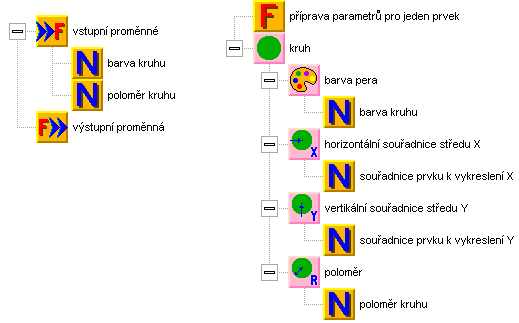 vstupní proměnné
barva kruhu
poloměr kruhu
výstupní proměnná
příprava parametrů pro jeden prvek
kruh
barva pera
barva kruhu
horizontální souřadnice středu X
souřadnice prvku k vykreslení X
vertikální souřadnice středu Y
souřadnice prvku k vykreslení Y
poloměr
poloměr kruhu